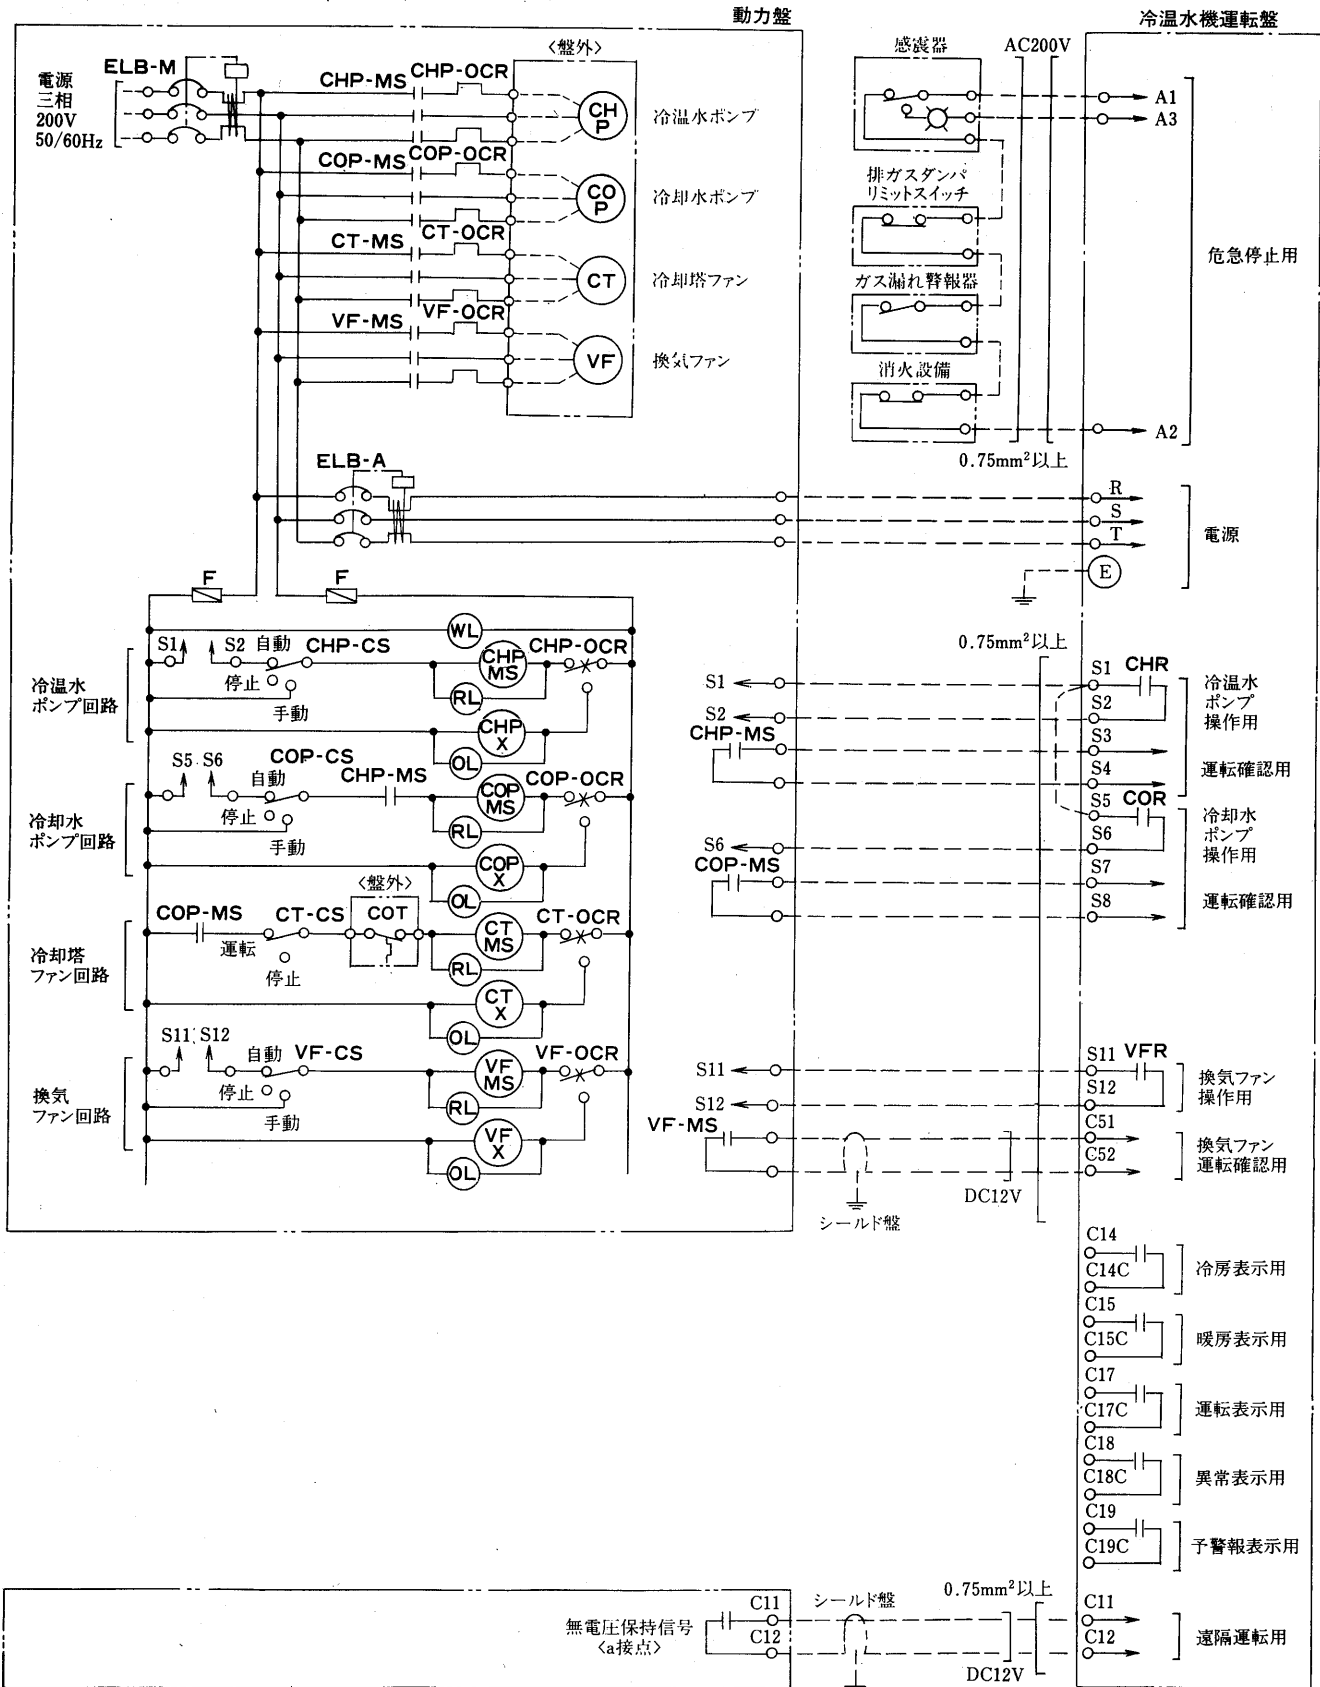 動力盤
冷温水機運転盤
電源
三相
200V
50/60Hz
ELB-M
CHP-MS
CHP-OCR
〈盤外〉
CH
P
冷温水ポンプ
COP-MS
COP-OCR
CO
P
冷却水ポンプ
CT-MS
CT-OCR
CT
冷却塔ファン
VF-MS
VF-OCR
VF
換気ファン
感震器
AC200V
A1
A3
排ガスダンパ
リミットスイッチ
ガス漏れ警報器
消火設備
A2
危急停止用
0.75mm²以上
ELB-A
R
S
T
E
電源
F
F
WL
冷温水
ポンプ回路
S1
S2
自動
停止
手動
CHP-CS
CHP
MS
CHP-OCR
RL
CHP
X
OL
冷却水
ポンプ回路
S5
S6
自動
停止
手動
COP-CS
CHP-MS
COP
MS
COP-OCR
RL
COP
X
OL
冷却塔
ファン回路
COP-MS
CT-CS
運転
停止
〈盤外〉
COT
CT
MS
CT-OCR
RL
CT
X
OL
換気
ファン回路
S11
S12
自動
停止
手動
VF-CS
VF
MS
VF-OCR
RL
VF
X
OL
0.75mm²以上
S1
S2
CHP-MS
S6
COP-MS
S11
S12
VF-MS
シールド盤
DC12V
S1
CHR
S2
冷温水
ポンプ
操作用
S3
S4
運転確認用
S5
COR
S6
冷却水
ポンプ
操作用
S7
S8
運転確認用
S11
VFR
S12
換気ファン
操作用
C51
C52
換気ファン
運転確認用
C14
C14C
冷房表示用
C15
C15C
暖房表示用
C17
C17C
運転表示用
C18
C18C
異常表示用
C19
C19C
予警報表示用
無電圧保持信号
〈a接点〉
C11
C12
シールド盤
0.75mm²以上
DC12V
C11
C12
遠隔運転用